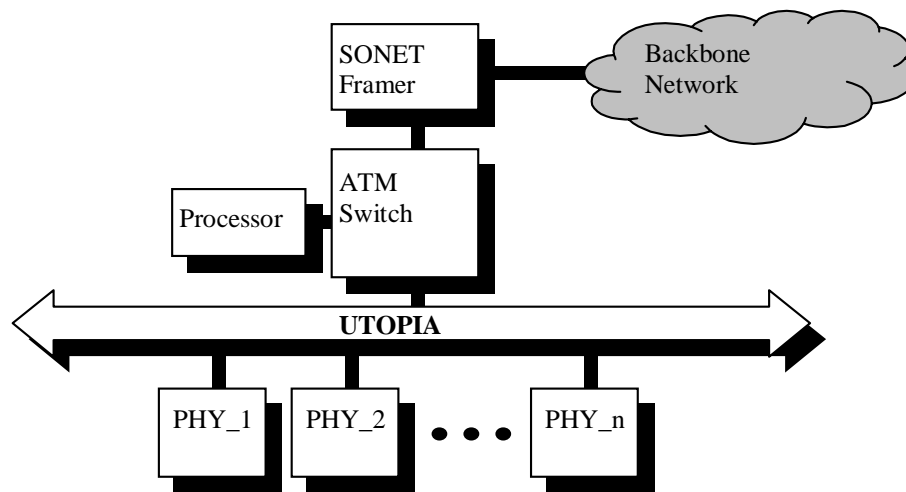 SONET
Framer
Backbone
Network
ATM
Switch
Processor
UTOPIA
PHY_1
PHY_2
PHY_n